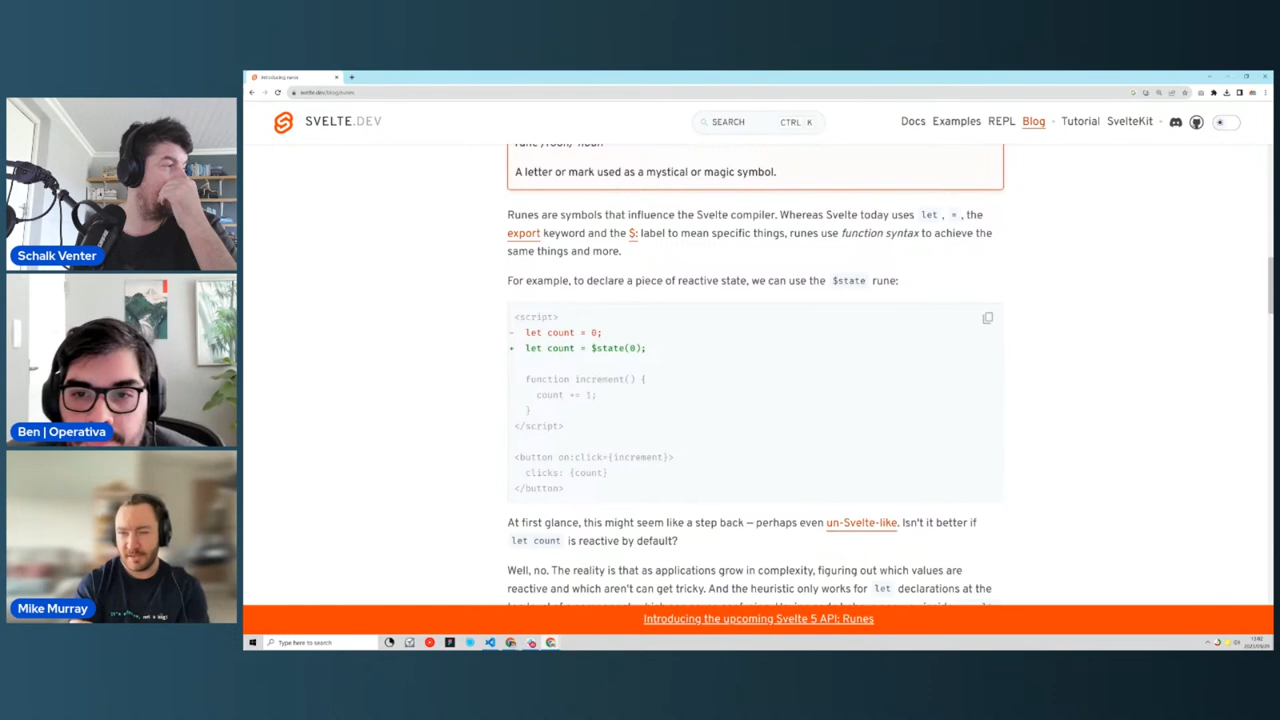 Introducing runes
svelte.dev/blog/runes
SVELTE.DEV
SEARCH CTRL K
Docs Examples REPL Blog • Tutorial SvelteKit •
A letter or mark used as a mystical or magic symbol.
Runes are symbols that influence the Svelte compiler. Whereas Svelte today uses let, =, the
export keyword and the $: label to mean specific things, runes use function syntax to achieve the
same things and more.
For example, to declare a piece of reactive state, we can use the $state rune:
<script>
- let count = 0;
+ let count = $state(0);
function increment() {
count += 1;
}
</script>
<button on:click={increment}>
clicks: {count}
</button>
At first glance, this might seem like a step back — perhaps even un-Svelte-like. Isn't it better if
let count is reactive by default?
Well, no. The reality is that as applications grow in complexity, figuring out which values are
reactive and which aren't can get tricky. And the heuristic only works for let declarations at the
Introducing the upcoming Svelte 5 API: Runes
Type here to search
Schalk Venter
Ben | Operativa
Mike Murray